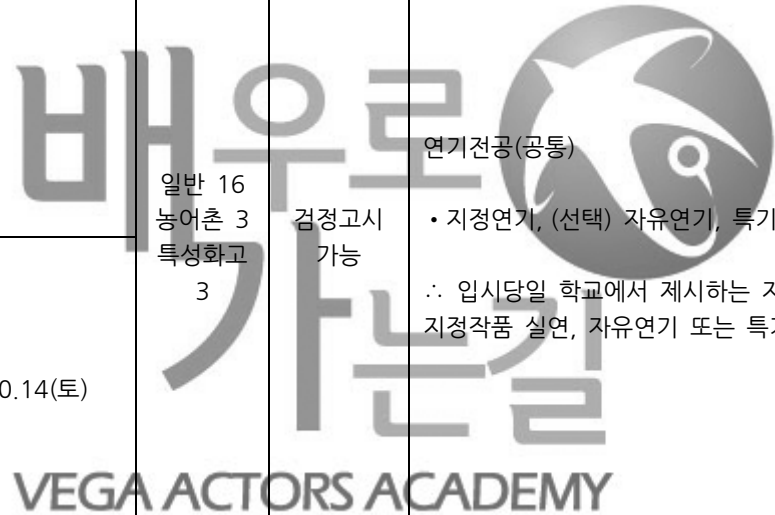 배우로
가는길
VEGA ACTORS ACADEMY
0.14(토)
일반 16
농어촌 3
특성화고
3
검정고시
가능
연기전공(공통)
• 지정연기, (선택) 자유연기, 특기
∴ 입시당일 학교에서 제시하는
지정작품 실연, 자유연기 또는